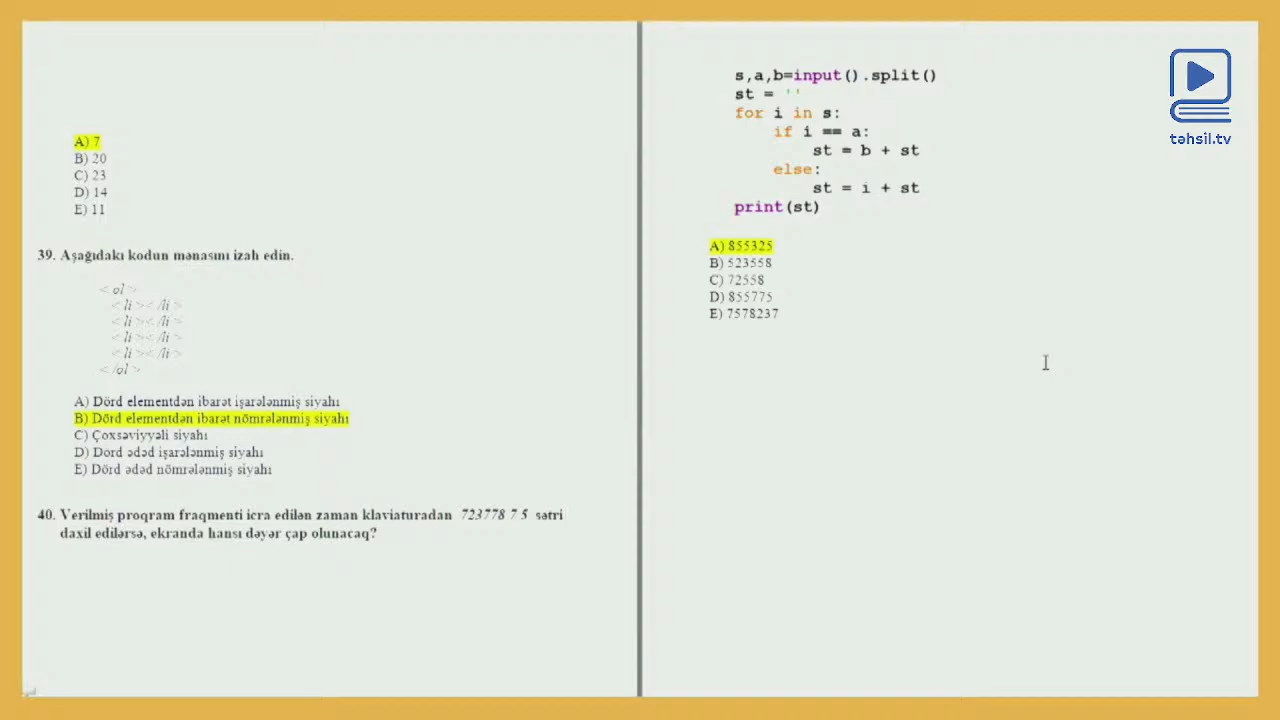 A) 7
B) 20
C) 23
D) 14
E) 11
39. Aşağıdakı kodun mənasını izah edin.
< ol >
< li >< /li >
< li >< /li >
< li >< /li >
< li >< /li >
< /ol >
A) Dörd elementdən ibarət işarələnmiş siyahı
B) Dörd elementdən ibarət nömrələnmiş siyahı
C) Çoxsəviyyəli siyahı
D) Dord ədəd işarələnmiş siyahı
E) Dörd ədəd nömrələnmiş siyahı
40. Verilmiş proqram fraqmenti icra edilən zaman klaviaturadan 723778 7 5 sətri
daxil edilərsə, ekranda hansı dəyər çap olunacaq?
s,a,b=input().split()
st = ''
for i in s:
if i == a:
st = b + st
else:
st = i + st
print(st)
A) 855325
B) 523558
C) 72558
D) 855775
E) 7578237
təhsil.tv